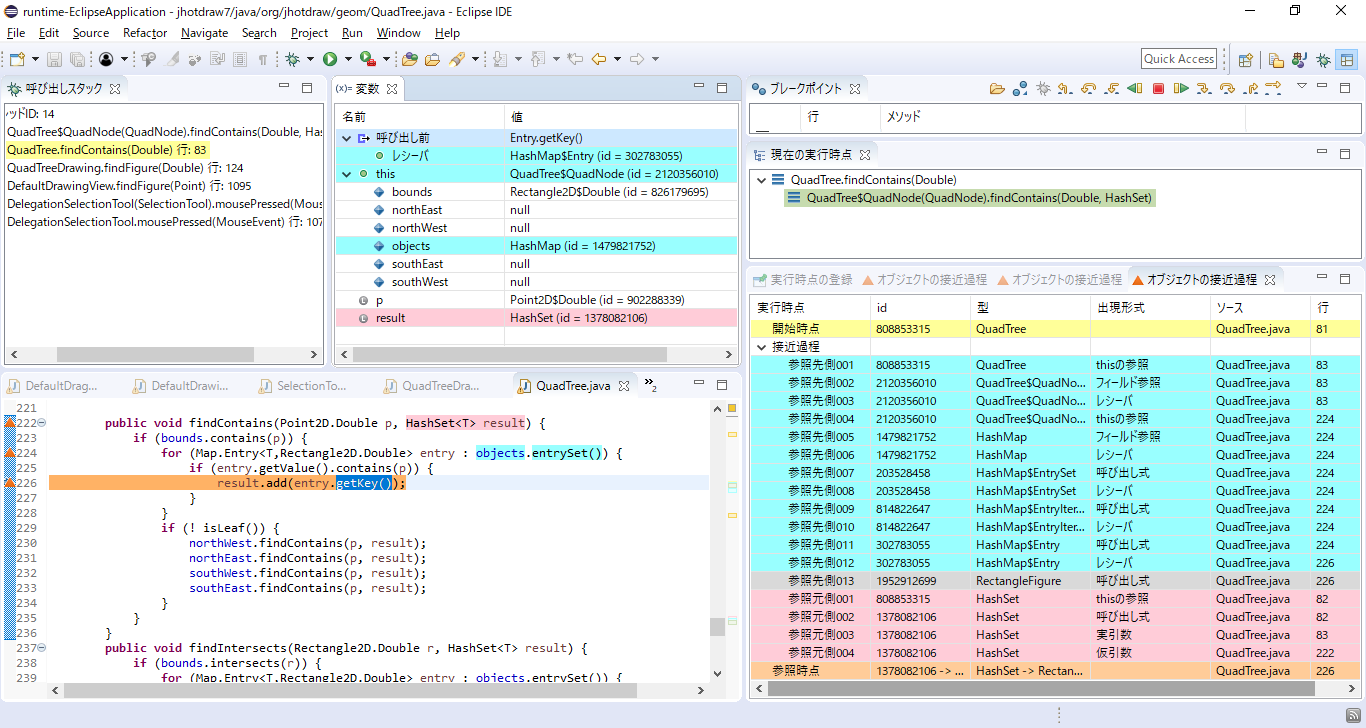 runtime-EclipseApplication - jhotdraw7/java/org/jhotdraw/geom/QuadTree.java - Eclipse IDE
File Edit Source Refactor Navigate Search Project Run Window Help
Quick Access
呼び出しスタック
ッドID: 14
QuadTree$QuadNode(QuadNode).findContains(Double, Has
QuadTree.findContains(Double) 行: 83
QuadTreeDrawing.findFigure(Double) 行: 124
DefaultDrawingView.findFigure(Point) 行: 1095
DelegationSelectionTool(SelectionTool).mousePressed(Mous
DelegationSelectionTool.mousePressed(MouseEvent) 行: 107
(x)= 変数
名前 値
呼び出し前 Entry.getKey()
レシーバ HashMap$Entry (id = 302783055)
this QuadTree$QuadNode (id = 2120356010)
bounds Rectangle2D$Double (id = 826179695)
northEast null
northWest null
objects HashMap (id = 1479821752)
southEast null
southWest null
p Point2D$Double (id = 902288339)
result HashSet (id = 1378082106)
ブレークポイント
行 メソッド
現在の実行時点
QuadTree.findContains(Double)
QuadTree$QuadNode(QuadNode).findContains(Double, HashSet)
DefaultDrag... DefaultDrawi... SelectionTo... QuadTreeDra... QuadTree.java »2
221
222 public void findContains(Point2D.Double p, HashSet<T> result) {
223 if (bounds.contains(p)) {
224 for (Map.Entry<T,Rectangle2D.Double> entry : objects.entrySet()) {
225 if (entry.getValue().contains(p)) {
226 result.add(entry.getKey());
227 }
228 }
229 if (! isLeaf()) {
230 northWest.findContains(p, result);
231 northEast.findContains(p, result);
232 southWest.findContains(p, result);
233 southEast.findContains(p, result);
234 }
235 }
236 }
237 public void findIntersects(Rectangle2D.Double r, HashSet<T> result) {
238 if (bounds.intersects(r)) {
239 for (Map.Entry<T,Rectangle2D.Double> entry : objects.entrySet()) {
実行時点の登録 オブジェクトの接近過程 オブジェクトの接近過程 オブジェクトの接近過程
実行時点 id 型 出現形式 ソース 行
開始時点 808853315 QuadTree QuadTree.java 81
接近過程
参照先側001 808853315 QuadTree thisの参照 QuadTree.java 83
参照先側002 2120356010 QuadTree$QuadNo... フィールド参照 QuadTree.java 83
参照先側003 2120356010 QuadTree$QuadNo... レシーバ QuadTree.java 83
参照先側004 2120356010 QuadTree$QuadNo... thisの参照 QuadTree.java 224
参照先側005 1479821752 HashMap フィールド参照 QuadTree.java 224
参照先側006 1479821752 HashMap レシーバ QuadTree.java 224
参照先側007 203528458 HashMap$EntrySet 呼び出し式 QuadTree.java 224
参照先側008 203528458 HashMap$EntrySet レシーバ QuadTree.java 224
参照先側009 814822647 HashMap$EntryIter... 呼び出し式 QuadTree.java 224
参照先側010 814822647 HashMap$EntryIter... レシーバ QuadTree.java 224
参照先側011 302783055 HashMap$Entry 呼び出し式 QuadTree.java 224
参照先側012 302783055 HashMap$Entry レシーバ QuadTree.java 226
参照先側013 1952912699 RectangleFigure 呼び出し式 QuadTree.java 226
参照元側001 808853315 HashSet thisの参照 QuadTree.java 82
参照元側002 1378082106 HashSet 呼び出し式 QuadTree.java 82
参照元側003 1378082106 HashSet 実引数 QuadTree.java 83
参照元側004 1378082106 HashSet 仮引数 QuadTree.java 222
参照時点 1378082106 -> ... HashSet -> Rectan... QuadTree.java 226